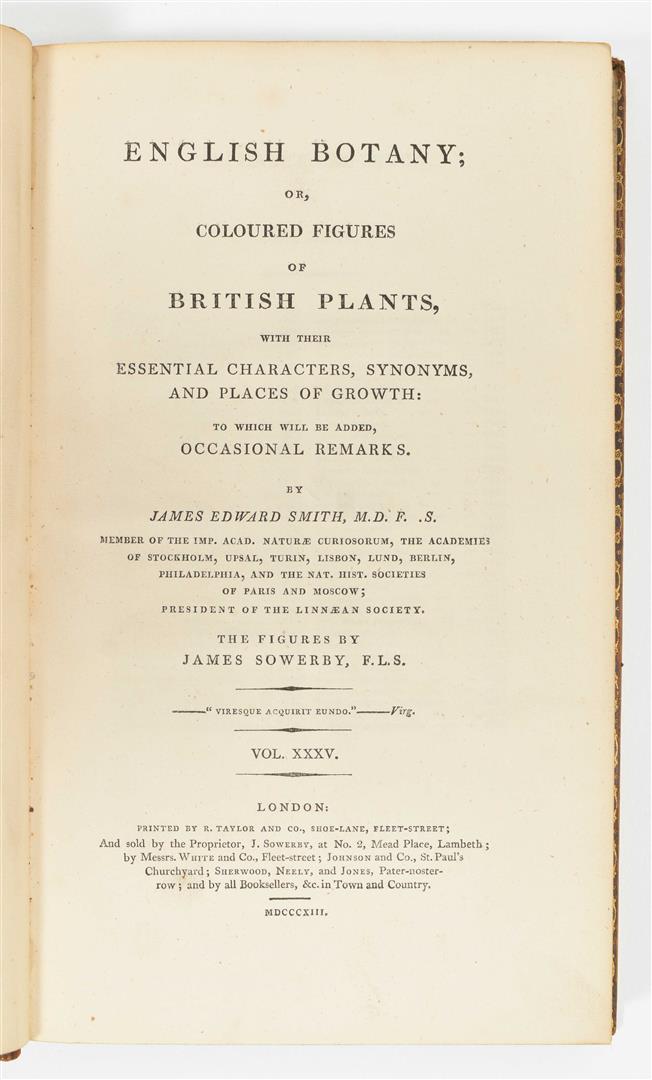 ENGLISH BOTANY;
OR,
COLOURED FIGURES
OF
BRITISH PLANTS,
WITH THEIR
ESSENTIAL CHARACTERS, SYNONYMS,
AND PLACES OF GROWTH:
TO WHICH WILL BE ADDED,
OCCASIONAL REMARKS.
BY
JAMES EDWARD SMITH, M.D. F. .S.
MEMBER OF THE IMP. ACAD. NATURÆ CURIOSORUM, THE ACADEMIES
OF STOCKHOLM, UPSAL, TURIN, LISBON, LUND, BERLIN,
PHILADELPHIA, AND THE NAT. HIST. SOCIETIES
OF PARIS AND MOSCOW;
PRESIDENT OF THE LINNÆAN SOCIETY.
THE FIGURES BY
JAMES SOWERBY, F.L.S.
——"VIRESQUE ACQUIRIT EUNDO."——Virg.
VOL. XXXV.
LONDON:
PRINTED BY R. TAYLOR AND CO., SHOE-LANE, FLEET-STREET;
And sold by the Proprietor, J. SOWERBY, at No. 2, Mead Place, Lambeth;
by Messrs. WHITE and Co., Fleet-street; JOHNSON and Co., St. Paul's
Churchyard; SHERWOOD, NEELY, and JONES, Pater-noster-
row; and by all Booksellers, &c. in Town and Country.
MDCCCXIII.